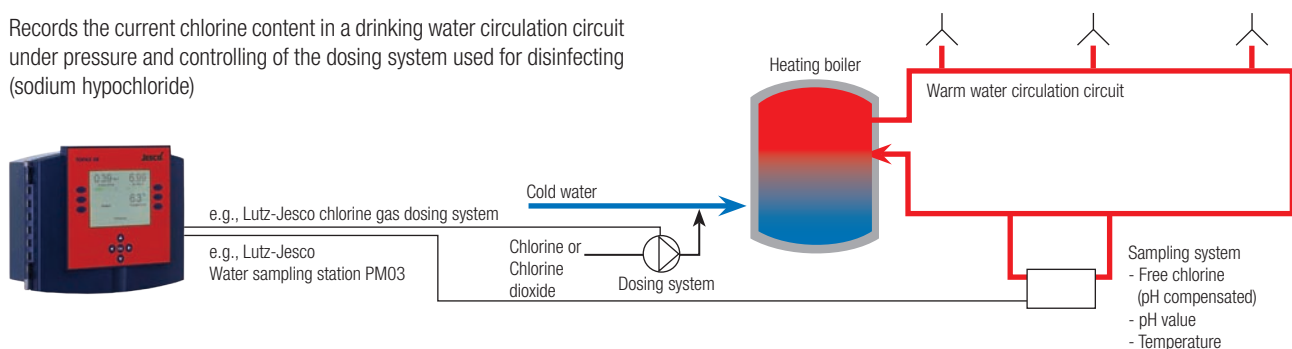 Records the current chlorine content in a drinking water circulation circuit
under pressure and controlling of the dosing system used for disinfecting
(sodium hypochloride)
Heating boiler
Warm water circulation circuit
JESCO
Cold water
e.g., Lutz-Jesco chlorine gas dosing system
e.g., Lutz-Jesco
Water sampling station PM03
Chlorine or
Chlorine
dioxide
Dosing system
Sampling system
- Free chlorine
(pH compensated)
- pH value
- Temperature